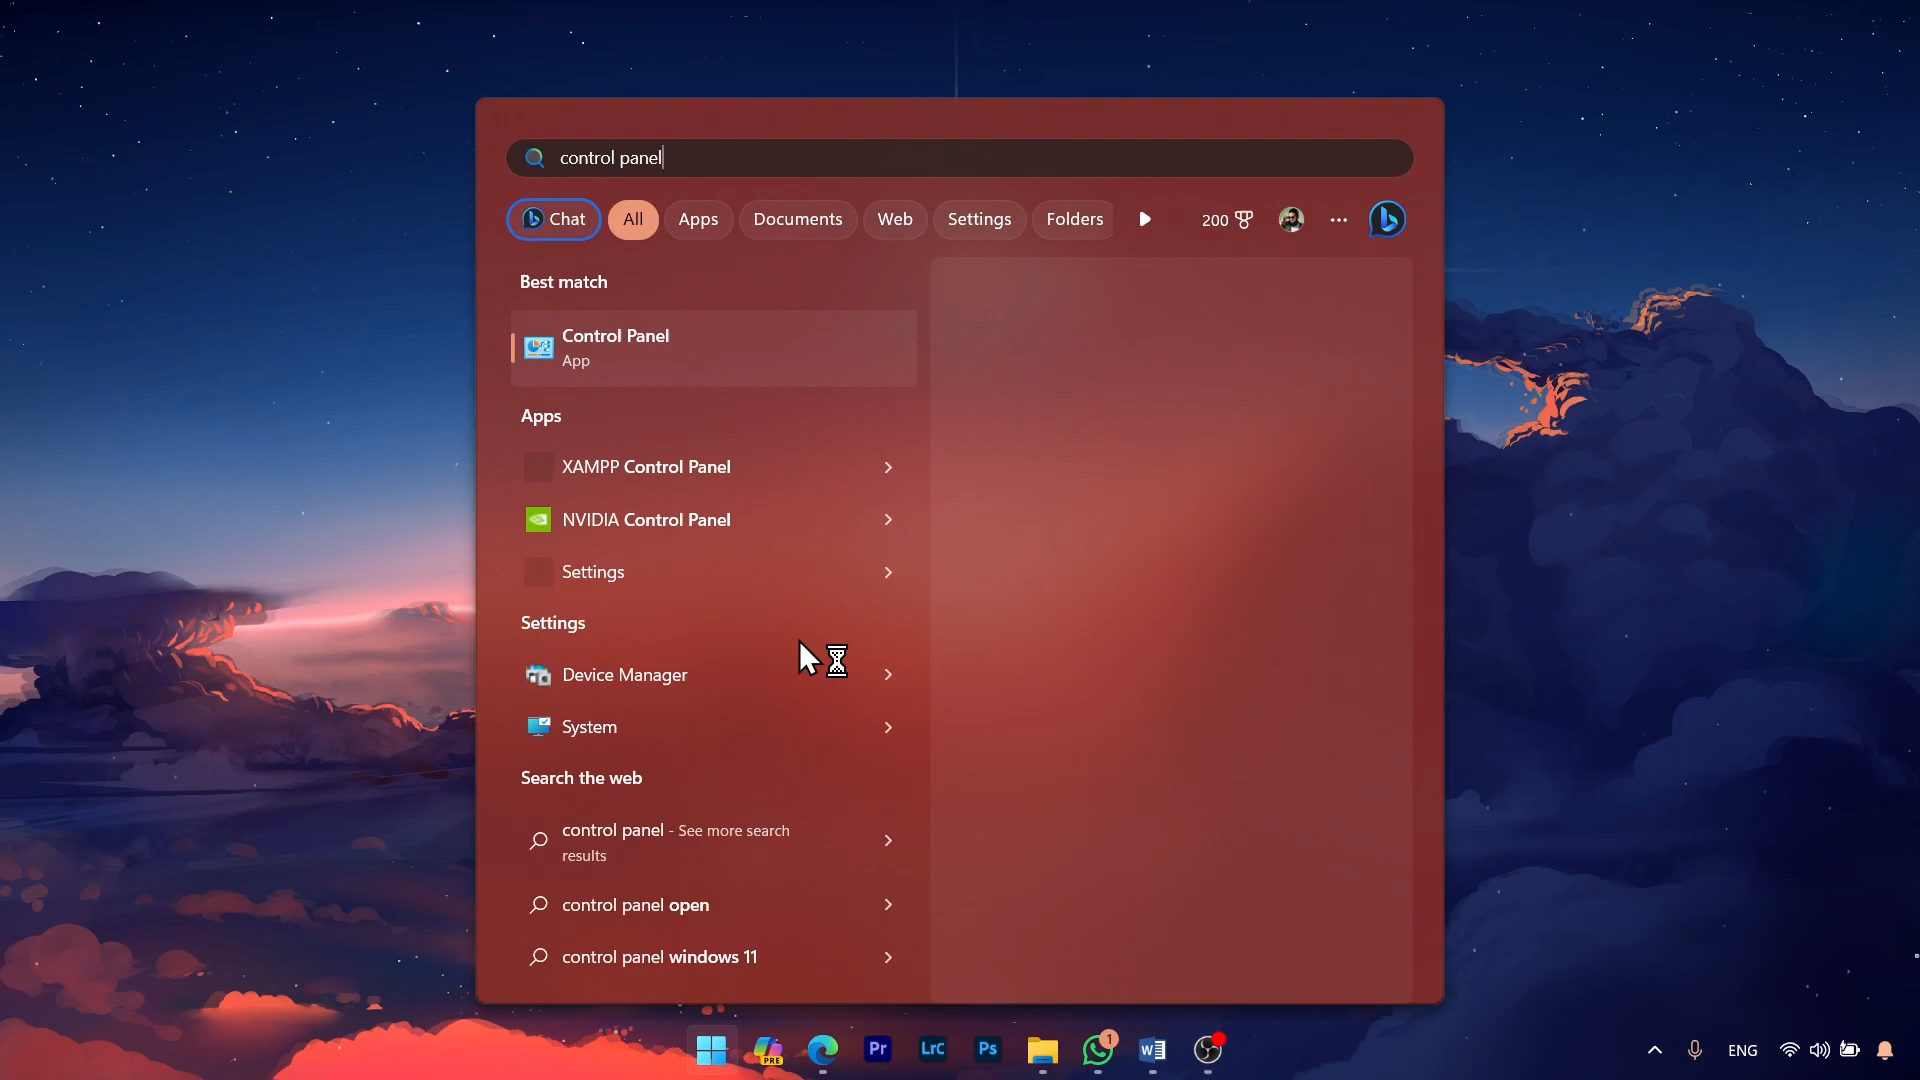 control panel
Chat All Apps Documents Web Settings Folders 200
Best match
Control Panel
App
Apps
XAMPP Control Panel
NVIDIA Control Panel
Settings
Settings
Device Manager
System
Search the web
control panel - See more search
results
control panel open
control panel windows 11
PRE Pr LrC Ps 1 W ENG